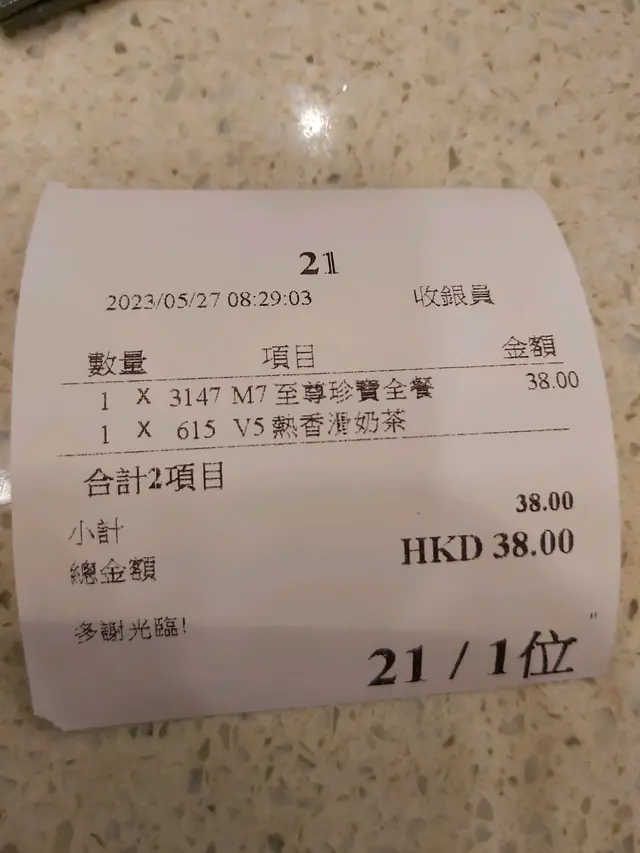 21
2023/05/27 08:29:03 收銀員
數量 項目 金額
1 X 3147 M7 至尊珍寶全餐 38.00
1 X 615 V5 熱香滑奶茶
合計2項目
小計 38.00
總金額 HKD 38.00
多謝光臨!
21 / 1位